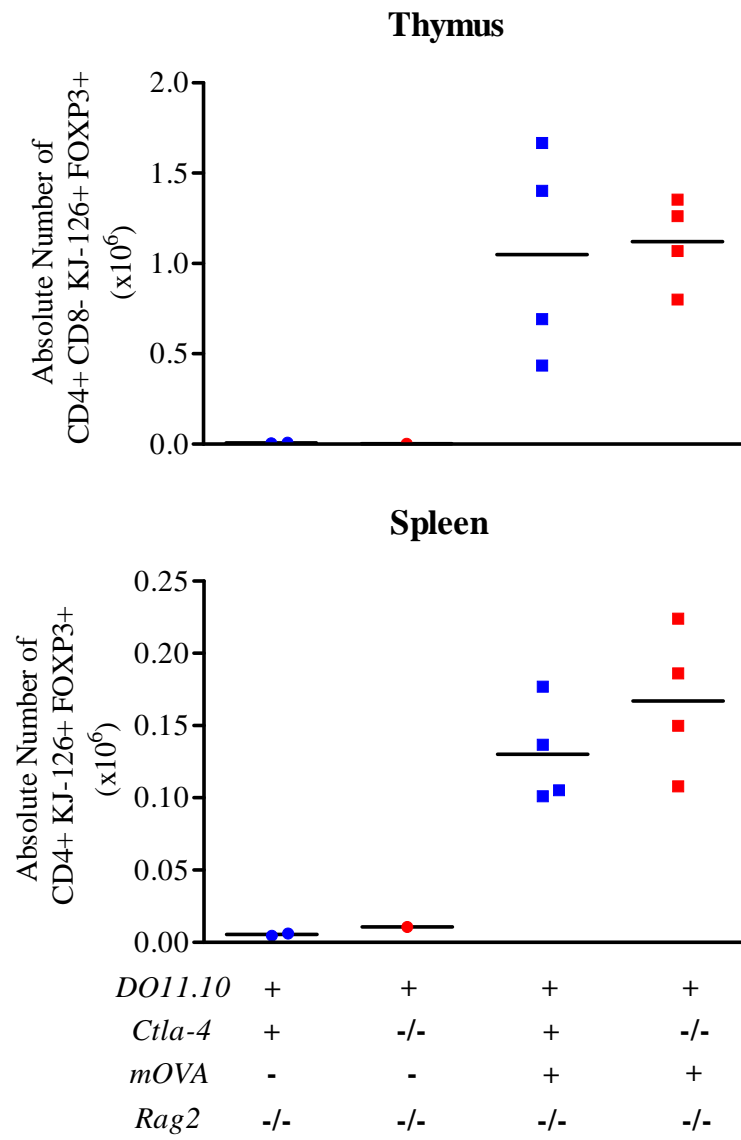 Thymus
Absolute Number of
CD4+ CD8- KJ-126+ FOXP3+
(x10⁶)
2.0
1.5
1.0
0.5
0.0
Spleen
Absolute Number of
CD4+ KJ-126+ FOXP3+
(x10⁶)
0.25
0.20
0.15
0.10
0.05
0.00
DO11.10 + + + +
Ctla-4 + -/- + -/-
mOVA - - + +
Rag2 -/- -/- -/- -/-